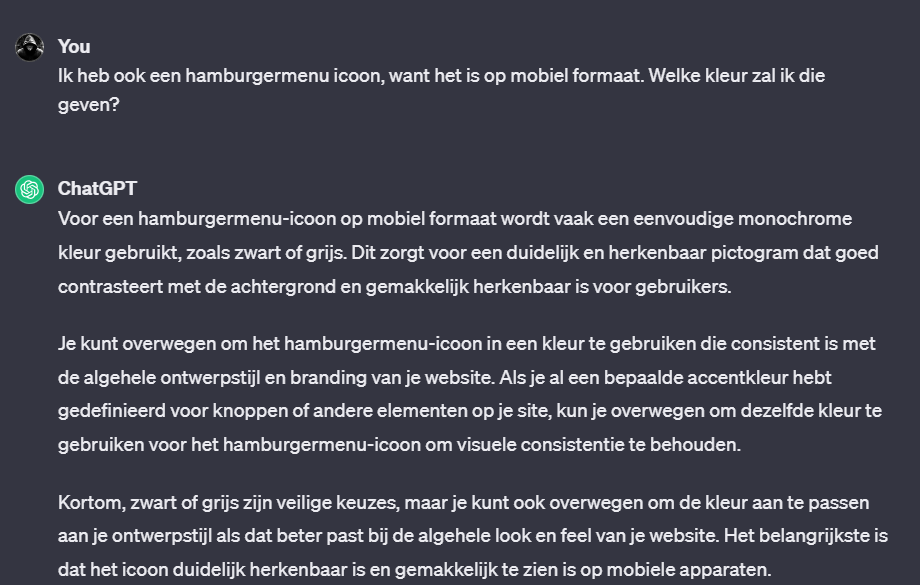 You
Ik heb ook een hamburgermenu icoon, want het is op mobiel formaat. Welke kleur zal ik die
geven?
ChatGPT
Voor een hamburgermenu-icoon op mobiel formaat wordt vaak een eenvoudige monochrome
kleur gebruikt, zoals zwart of grijs. Dit zorgt voor een duidelijk en herkenbaar pictogram dat goed
contrasteert met de achtergrond en gemakkelijk herkenbaar is voor gebruikers.
Je kunt overwegen om het hamburgermenu-icoon in een kleur te gebruiken die consistent is met
de algehele ontwerpstijl en branding van je website. Als je al een bepaalde accentkleur hebt
gedefinieerd voor knoppen of andere elementen op je site, kun je overwegen om dezelfde kleur te
gebruiken voor het hamburgermenu-icoon om visuele consistentie te behouden.
Kortom, zwart of grijs zijn veilige keuzes, maar je kunt ook overwegen om de kleur aan te passen
aan je ontwerpstijl als dat beter past bij de algehele look en feel van je website. Het belangrijkste is
dat het icoon duidelijk herkenbaar is en gemakkelijk te zien is op mobiele apparaten.